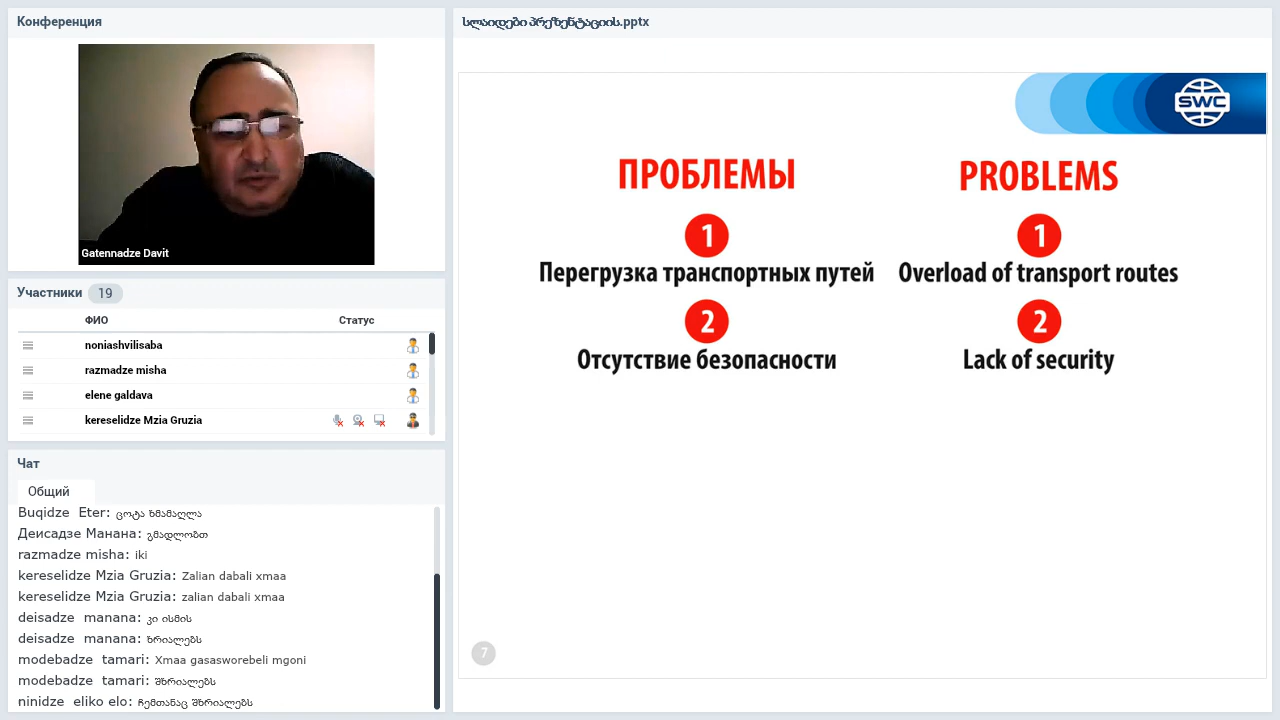 Конференция
Gatennadze Davit
Участники 19
ФИО Статус
noniashvilisaba
razmadze misha
elene galdava
kereselidze Mzia Gruzia
Чат
Общий
Buqidze Eter: ცოტა ხმამაღლა
Деисадзе Манана: გმადლობთ
razmadze misha: iki
kereselidze Mzia Gruzia: Zalian dabali xmaa
kereselidze Mzia Gruzia: zalian dabali xmaa
deisadze manana: კი ისმის
deisadze manana: ხრიალებს
modebadze tamari: Xmaa gasasworebeli mgoni
modebadze tamari: შხრიალებს
ninidze eliko elo: ჩემთანაც შხრიალებს
სლაიდები პრეზენტაციის.pptx
SWC
ПРОБЛЕМЫ
1
Перегрузка транспортных путей
2
Отсутствие безопасности
PROBLEMS
1
Overload of transport routes
2
Lack of security
7